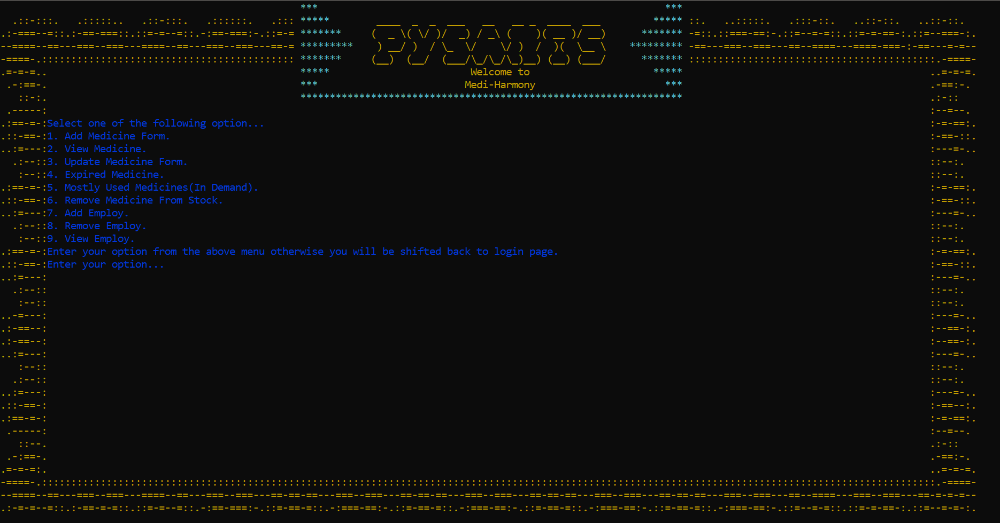 Welcome to
Medi-Harmony
Select one of the following option...
1. Add Medicine Form.
2. View Medicine.
3. Update Medicine Form.
4. Expired Medicine.
5. Mostly Used Medicines(In Demand).
6. Remove Medicine From Stock.
7. Add Employ.
8. Remove Employ.
9. View Employ.
Enter your option from the above menu otherwise you will be shifted back to login page.
Enter your option...